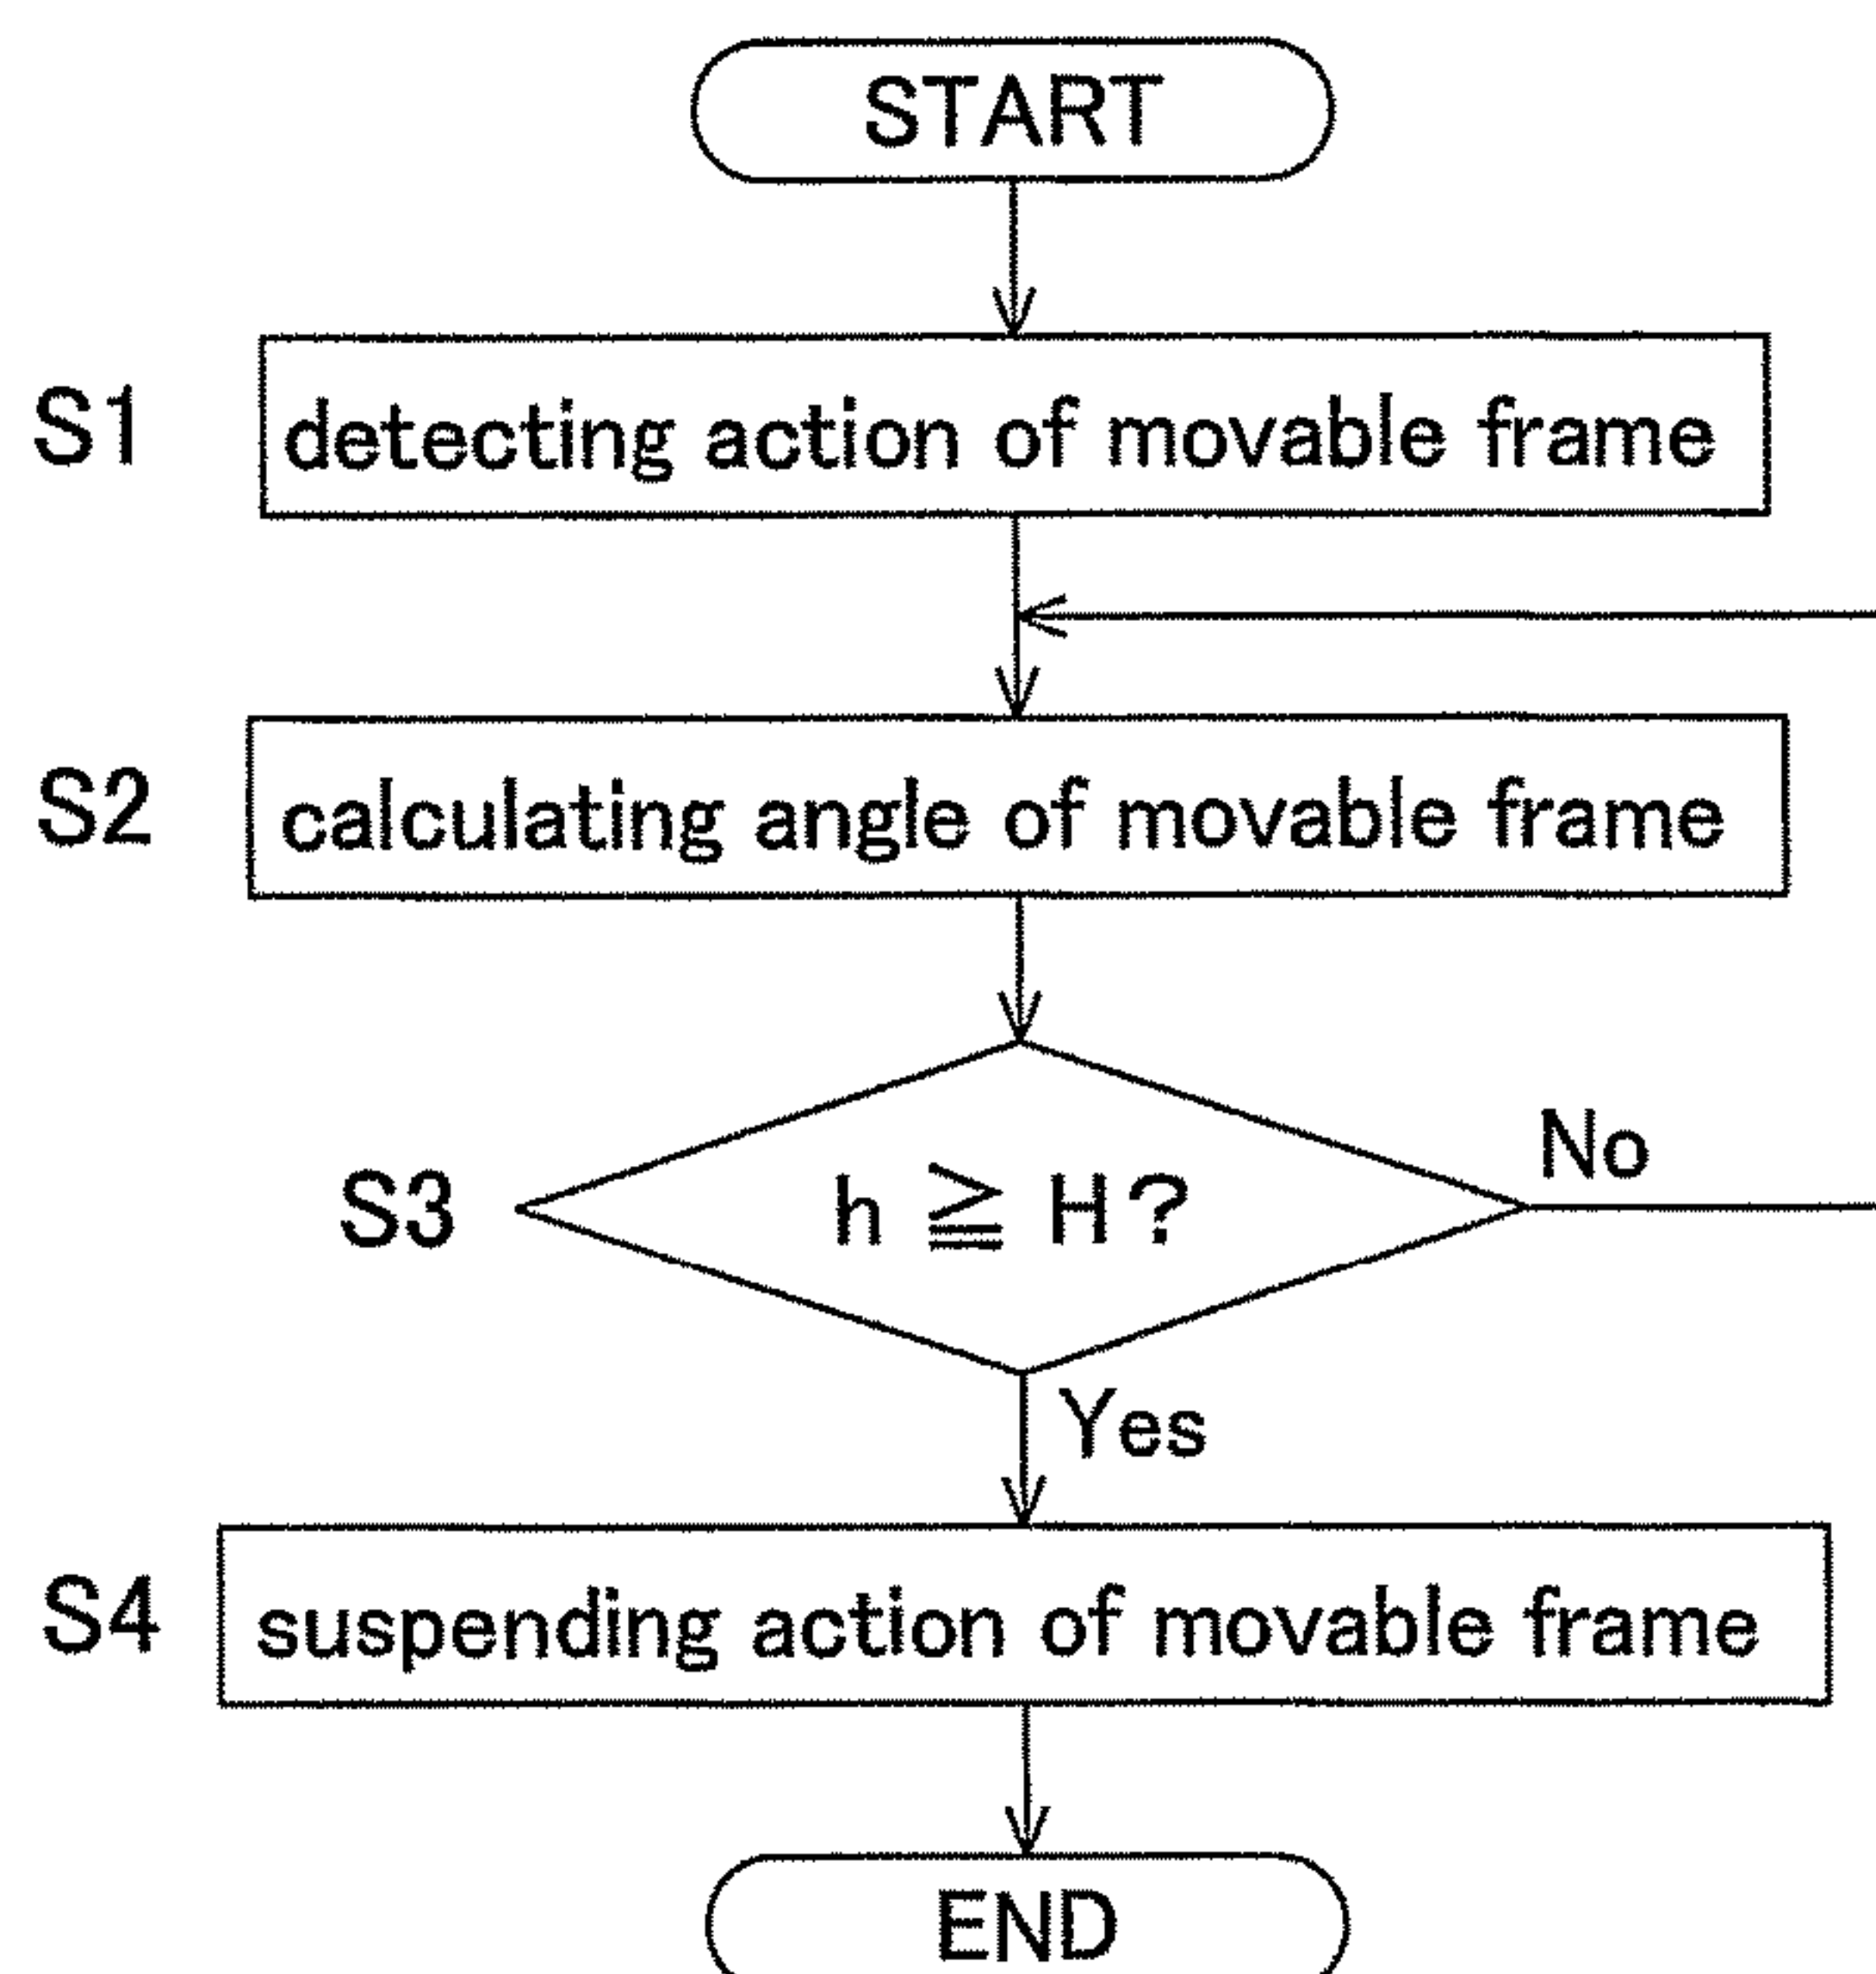 START
S1 detecting action of movable frame
S2 calculating angle of movable frame
S3 h ≧ H? No
Yes
S4 suspending action of movable frame
END